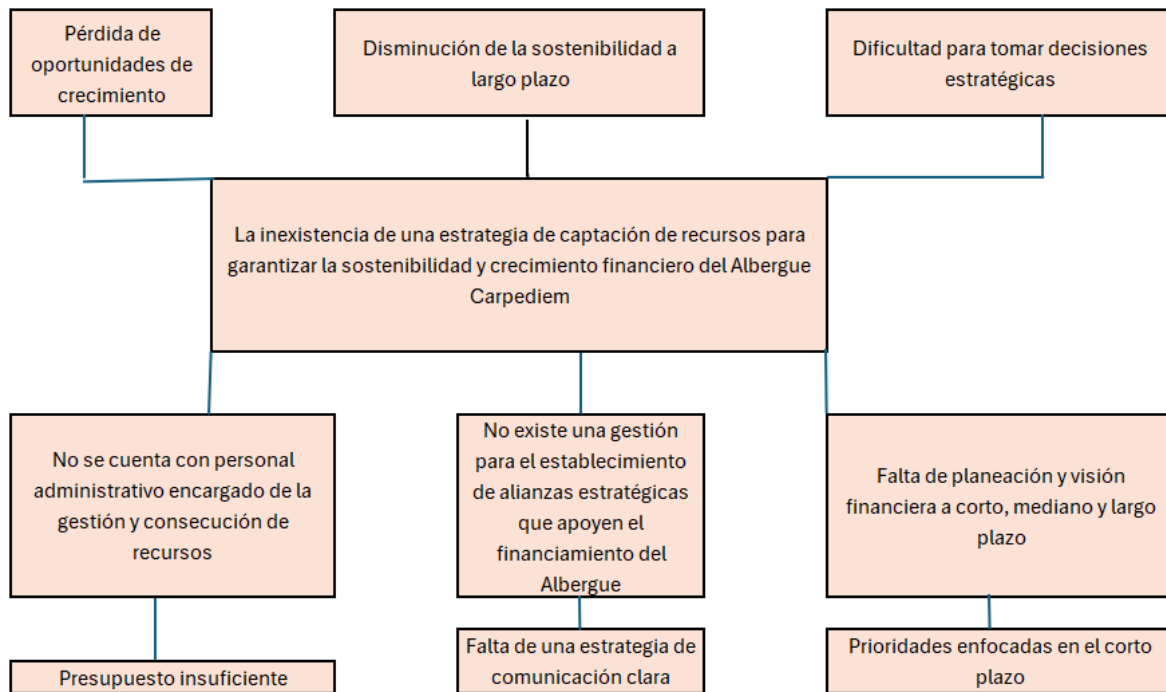 Pérdida de
oportunidades de
crecimiento
Disminución de la sostenibilidad a
largo plazo
Dificultad para tomar decisiones
estratégicas
La inexistencia de una estrategia de captación de recursos para
garantizar la sostenibilidad y crecimiento financiero del Albergue
Carpediem
No se cuenta con personal
administrativo encargado de la
gestión y consecución de
recursos
No existe una gestión
para el establecimiento
de alianzas estratégicas
que apoyen el
financiamiento del
Albergue
Falta de planeación y visión
financiera a corto, mediano y largo
plazo
Presupuesto insuficiente
Falta de una estrategia de
comunicación clara
Prioridades enfocadas en el corto
plazo